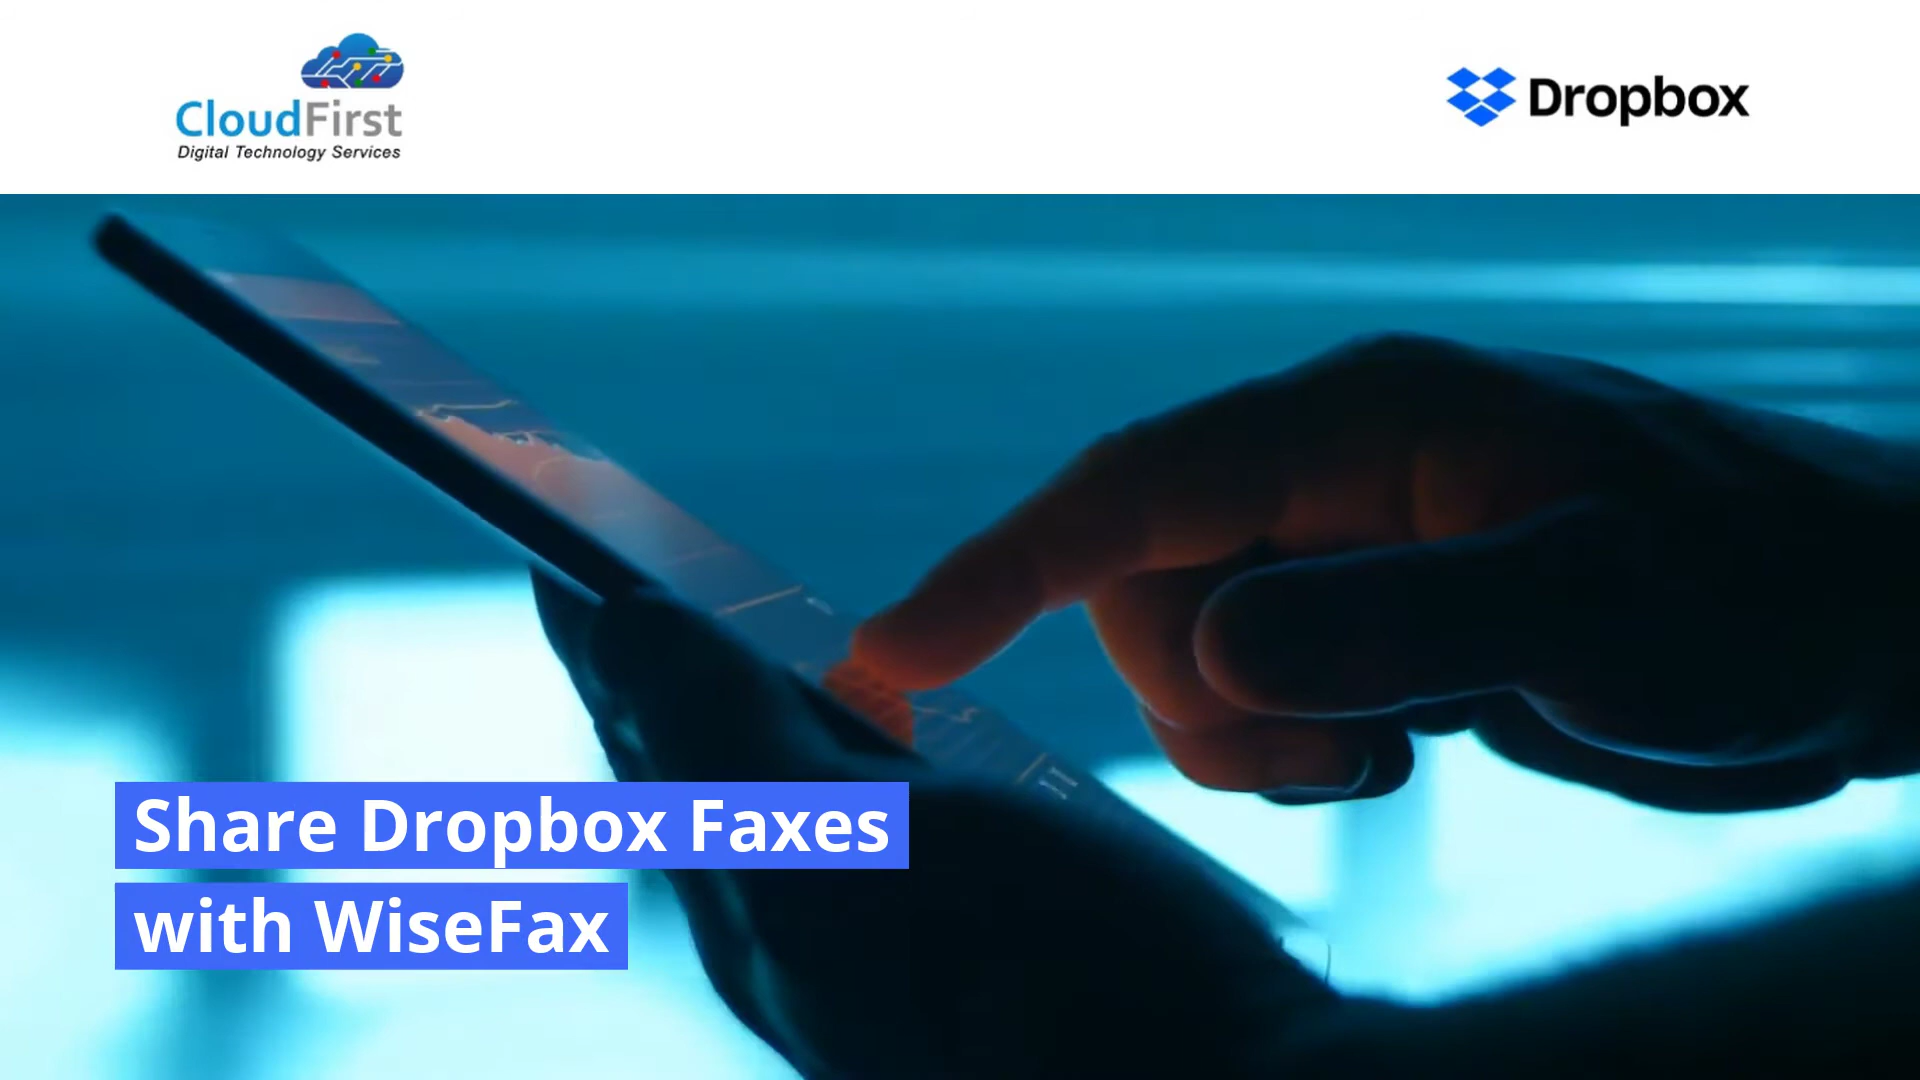 CloudFirst
Digital Technology Services
Dropbox
Share Dropbox Faxes
with WiseFax